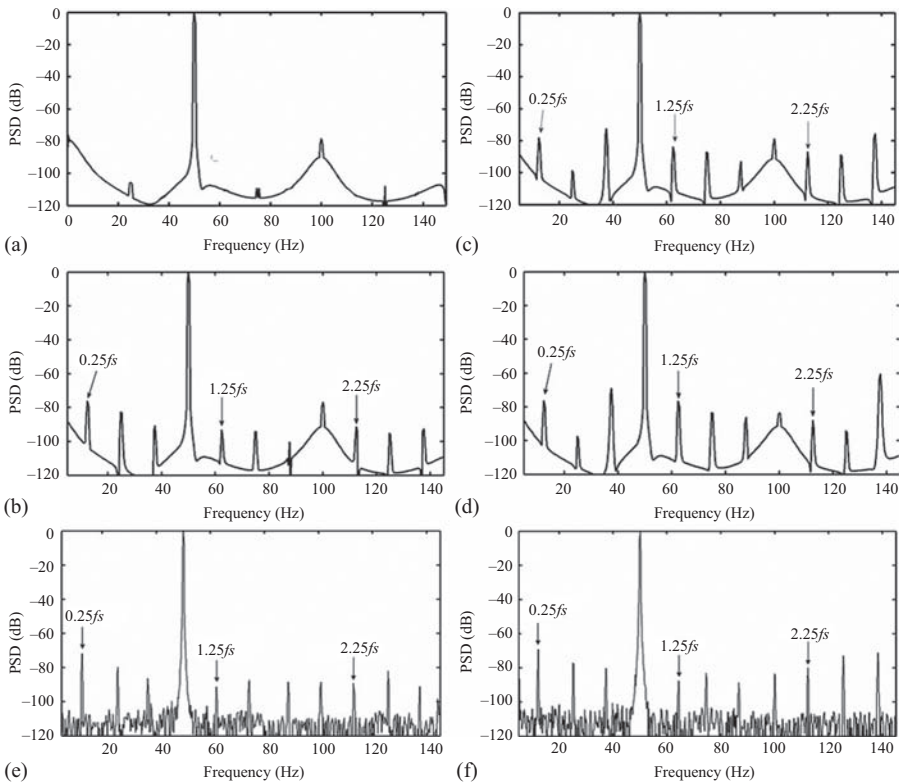 0
–20
–40
–60
–80
–100
–120
PSD (dB)
0 20 40 60 80 100 120 140
Frequency (Hz)
(a)
0
–20
–40
–60
–80
–100
–120
PSD (dB)
0.25fs
1.25fs
2.25fs
20 40 60 80 100 120 140
Frequency (Hz)
(c)
0
–20
–40
–60
–80
–100
–120
PSD (dB)
0.25fs
1.25fs
2.25fs
20 40 60 80 100 120 140
Frequency (Hz)
(b)
0
–20
–40
–60
–80
–100
–120
PSD (dB)
0.25fs
1.25fs
2.25fs
20 40 60 80 100 120 140
Frequency (Hz)
(d)
0
–20
–40
–60
–80
–100
–120
PSD (dB)
0.25fs
1.25fs
2.25fs
20 40 60 80 100 120 140
Frequency (Hz)
(e)
0
–20
–40
–60
–80
–100
–120
PSD (dB)
0.25fs
1.25fs
2.25fs
20 40 60 80 100 120 140
Frequency (Hz)
(f)